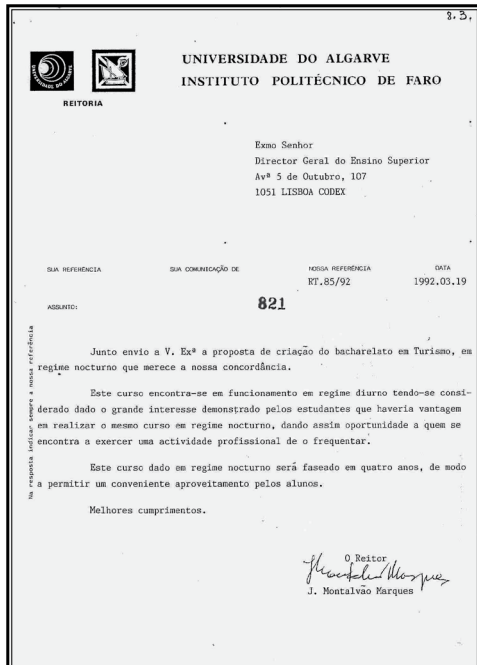 8.3.
UNIVERSIDADE DO ALGARVE
INSTITUTO POLITÉCNICO DE FARO
UNIVERSIDADE DO ALGARVE
REITORIA
Exmo Senhor
Director Geral do Ensino Superior
Avª 5 de Outubro, 107
1051 LISBOA CODEX
SUA REFERÊNCIA SUA COMUNICAÇÃO DE NOSSA REFERÊNCIA DATA
RT.85/92 1992.03.19
ASSUNTO: 821
Junto envio a V. Exª a proposta de criação do bacharelato em Turismo, em
regime nocturno que merece a nossa concordância.
Este curso encontra-se em funcionamento em regime diurno tendo-se consi-
derado dado o grande interesse demonstrado pelos estudantes que haveria vantagem
em realizar o mesmo curso em regime nocturno, dando assim oportunidade a quem se
encontra a exercer uma actividade profissional de o frequentar.
Este curso dado em regime nocturno será faseado em quatro anos, de modo
a permitir um conveniente aproveitamento pelos alunos.
Melhores cumprimentos.
Na resposta indicar sempre a nossa referência
O Reitor
J. Montalvão Marques